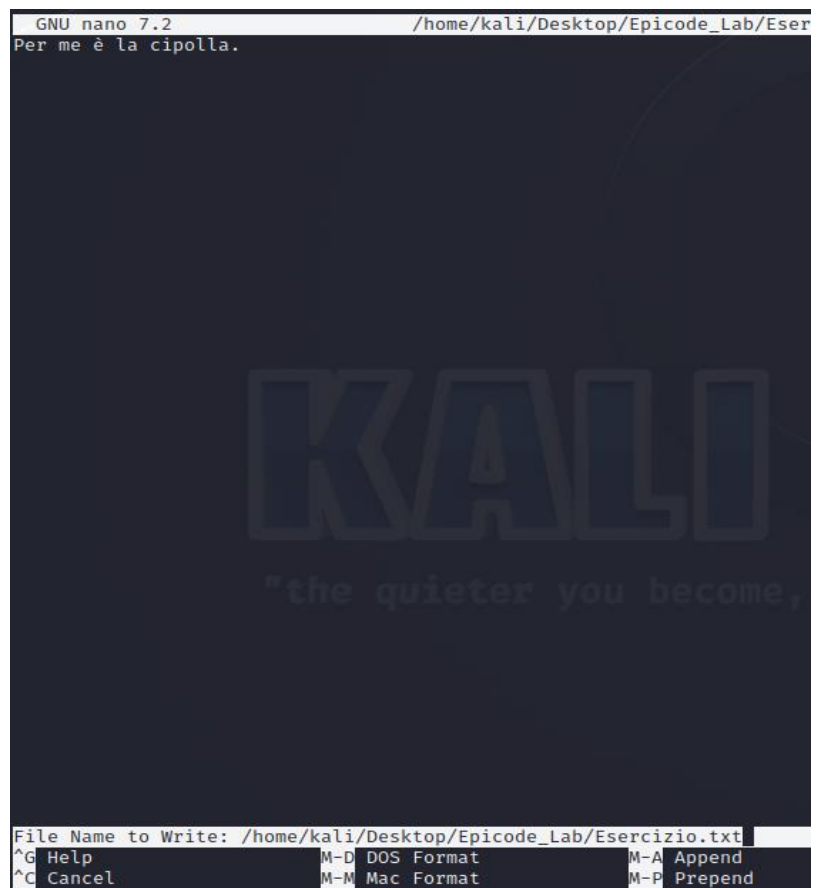 GNU nano 7.2 /home/kali/Desktop/Epicode_Lab/Eser
Per me è la cipolla.
KALI
"the quieter you become,
File Name to Write: /home/kali/Desktop/Epicode_Lab/Esercizio.txt
^G Help M-D DOS Format M-A Append
^C Cancel M-M Mac Format M-P Prepend